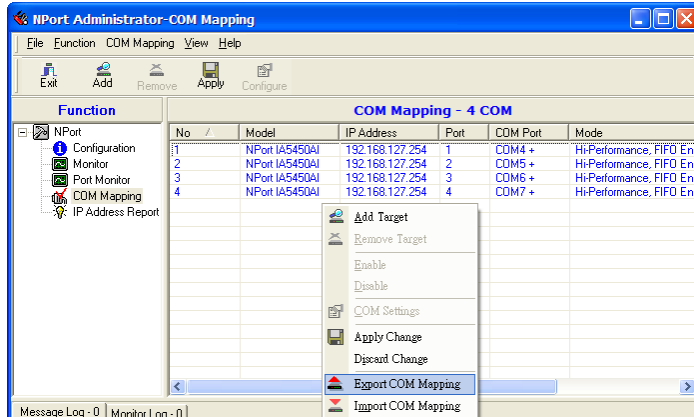 NPort Administrator-COM Mapping
File Function COM Mapping View Help
Exit Add Remove Apply Configure
Function
COM Mapping - 4 COM
NPort
Configuration
Monitor
Port Monitor
COM Mapping
IP Address Report
No Model IP Address Port COM Port Mode
1 NPort IA5450AI 192.168.127.254 1 COM4 + Hi-Performance, FIFO En
2 NPort IA5450AI 192.168.127.254 2 COM5 + Hi-Performance, FIFO En
3 NPort IA5450AI 192.168.127.254 3 COM6 + Hi-Performance, FIFO En
4 NPort IA5450AI 192.168.127.254 4 COM7 + Hi-Performance, FIFO En
Add Target
Remove Target
Enable
Disable
COM Settings
Apply Change
Discard Change
Export COM Mapping
Import COM Mapping
Message Log - 0 Monitor Log - 0